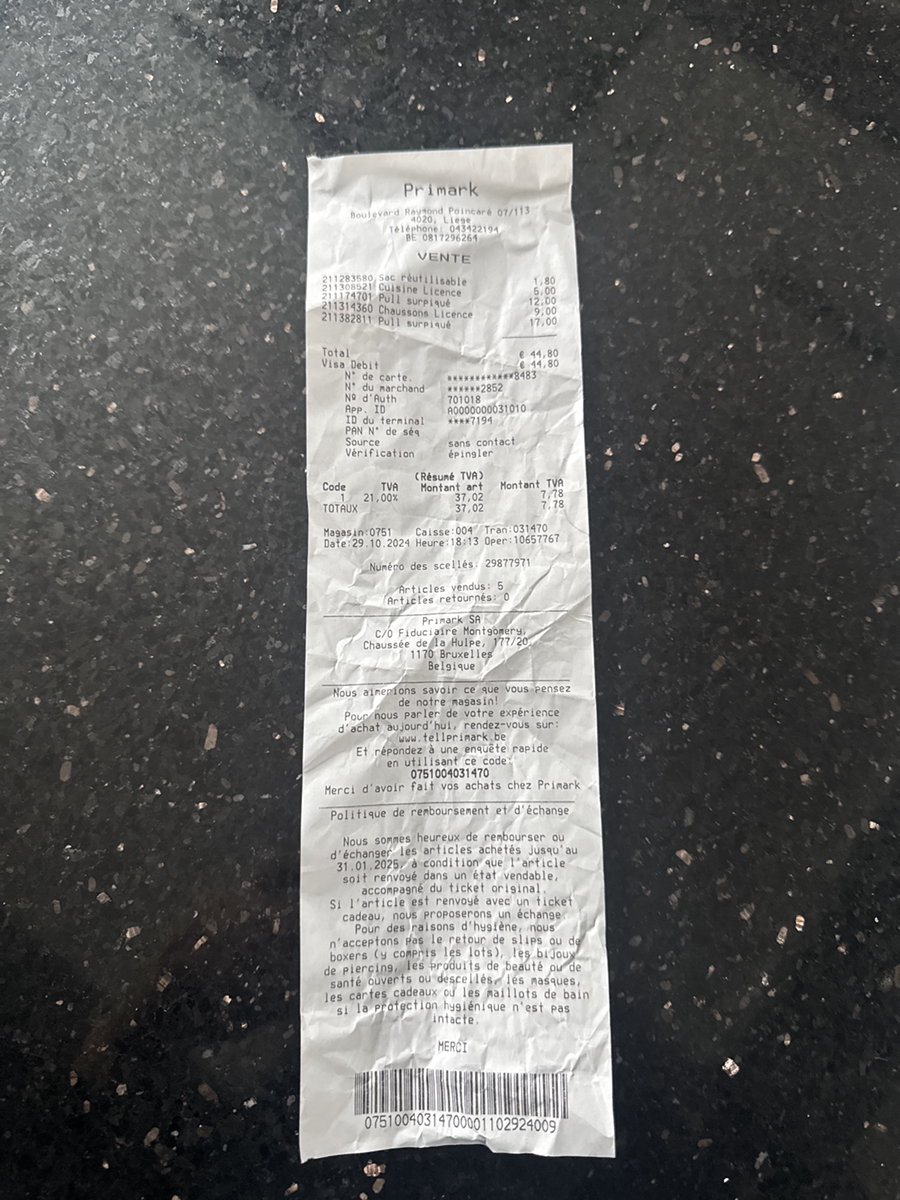 Primark
Boulevard Raymond Poincaré 07/113
4020, Liege
Téléphone: 043422194
BE 0817296264
VENTE
211283580 Sac réutilisable 1,80
211308521 Cuisine Licence 5,00
211174701 Pull surpiqué 12,00
211314360 Chaussons Licence 9,00
211382811 Pull surpiqué 17,00
Total € 44,80
Visa Debit € 44,80
N° de carte. ************8483
N° du marchand ******2852
Nº d'Auth 701018
App. ID A0000000031010
ID du terminal ****7194
PAN N° de séq
Source sans contact
Vérification épingler
(Résumé TVA)
Code TVA Montant art Montant TVA
1 21,00% 37,02 7,78
TOTAUX 37,02 7,78
Magasin:0751 Caisse:004 Tran:031470
Date:29.10.2024 Heure:18:13 Oper:10657767
Numéro des scellés: 29877971
Articles vendus: 5
Articles retournés: 0
Primark SA
C/O Fiduciaire Montgomery,
Chaussée de la Hulpe, 177/20,
1170 Bruxelles
Belgique
Nous aimerions savoir ce que vous pensez
de notre magasin!
Pour nous parler de votre expérience
d'achat aujourd'hui, rendez-vous sur:
www.tellprimark.be
Et répondez à une enquête rapide
en utilisant ce code:
0751004031470
Merci d'avoir fait vos achats chez Primark
Politique de remboursement et d'échange
Nous sommes heureux de rembourser ou
d'échanger les articles achetés jusqu'au
31.01.2025, à condition que l'article
soit renvoyé dans un état vendable,
accompagné du ticket original.
Si l'article est renvoyé avec un ticket
cadeau, nous proposerons un échange
Pour des raisons d'hygiène, nous
n'acceptons pas le retour de slips ou de
boxers (y compris les lots), les bijoux
de piercing, les produits de beauté ou de
santé ouverts ou descellés, les masques,
les cartes cadeaux ou les maillots de bain
si la protection hygiénique n'est pas
intacte.
MERCI
0751004031470001102924009